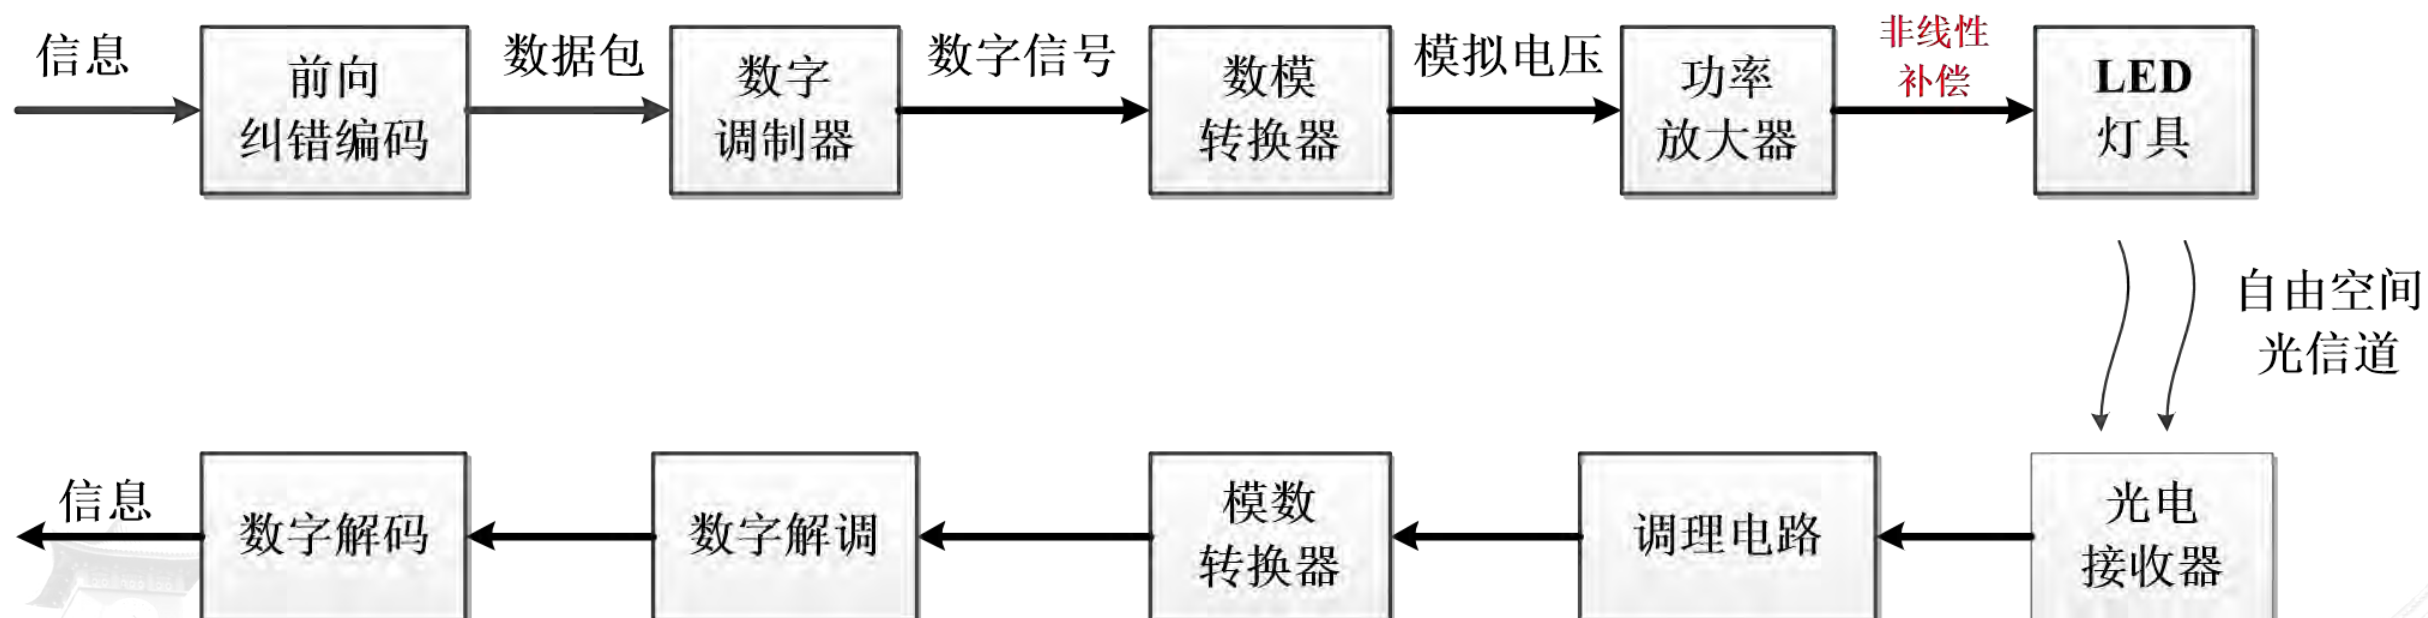 信息
前向
纠错编码
数据包
数字
调制器
数字信号
数模
转换器
模拟电压
功率
放大器
非线性
补偿
LED
灯具
自由空间
光信道
信息
数字解码
数字解调
模数
转换器
调理电路
光电
接收器